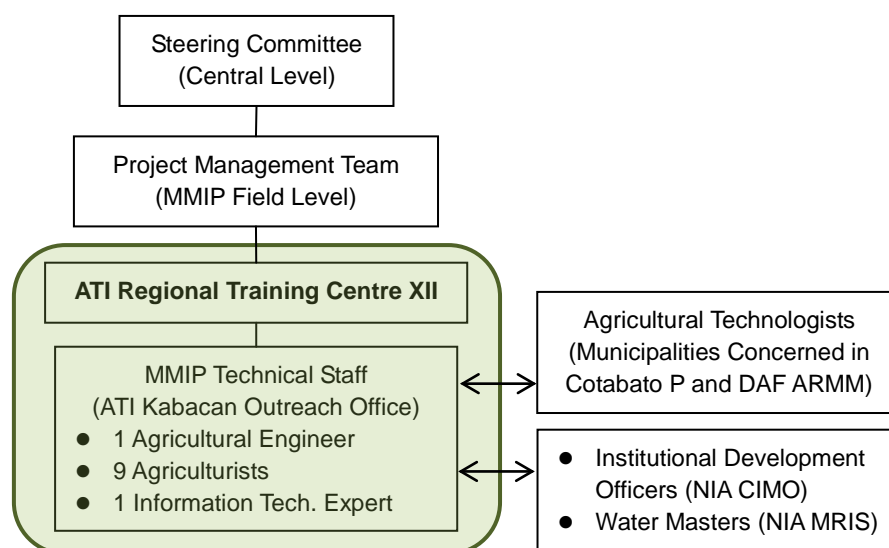 Steering Committee
(Central Level)
Project Management Team
(MMIP Field Level)
ATI Regional Training Centre XII
MMIP Technical Staff
(ATI Kabacan Outreach Office)
● 1 Agricultural Engineer
● 9 Agriculturists
● 1 Information Tech. Expert
Agricultural Technologists
(Municipalities Concerned in
Cotabato P and DAF ARMM)
● Institutional Development
Officers (NIA CIMO)
● Water Masters (NIA MRIS)